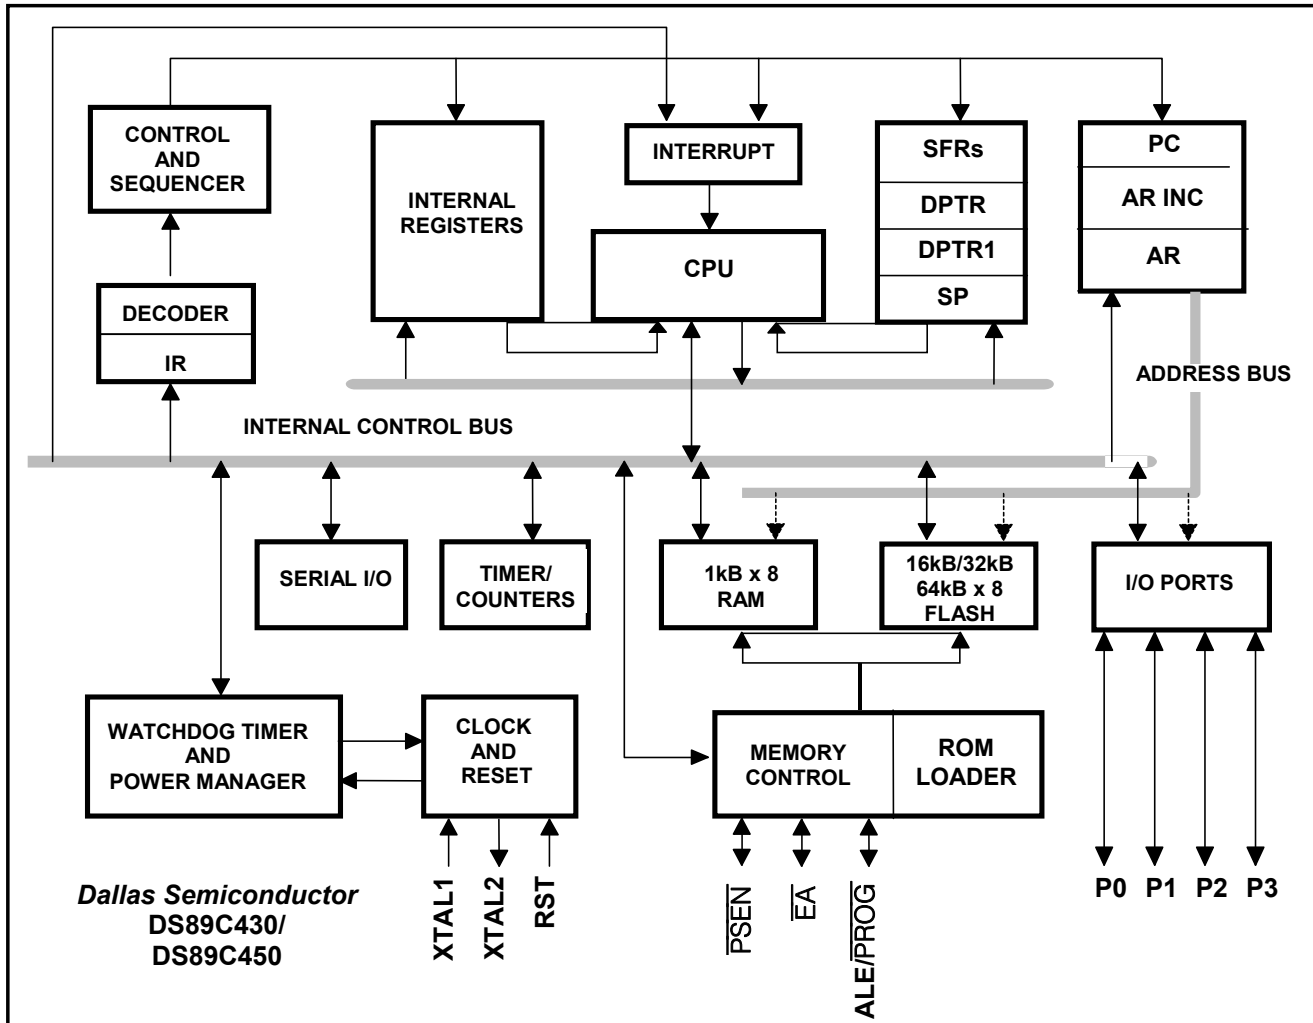 CONTROL
AND
SEQUENCER
INTERNAL
REGISTERS
INTERRUPT
SFRs
DPTR
DPTR1
SP
PC
AR INC
AR
CPU
DECODER
IR
ADDRESS BUS
INTERNAL CONTROL BUS
SERIAL I/O
TIMER/
COUNTERS
1kB x 8
RAM
16kB/32kB
64kB x 8
FLASH
I/O PORTS
WATCHDOG TIMER
AND
POWER MANAGER
CLOCK
AND
RESET
MEMORY
CONTROL
ROM
LOADER
XTAL1
XTAL2
RST
PSEN
EA
ALE/PROG
P0 P1 P2 P3
Dallas Semiconductor
DS89C430/
DS89C450